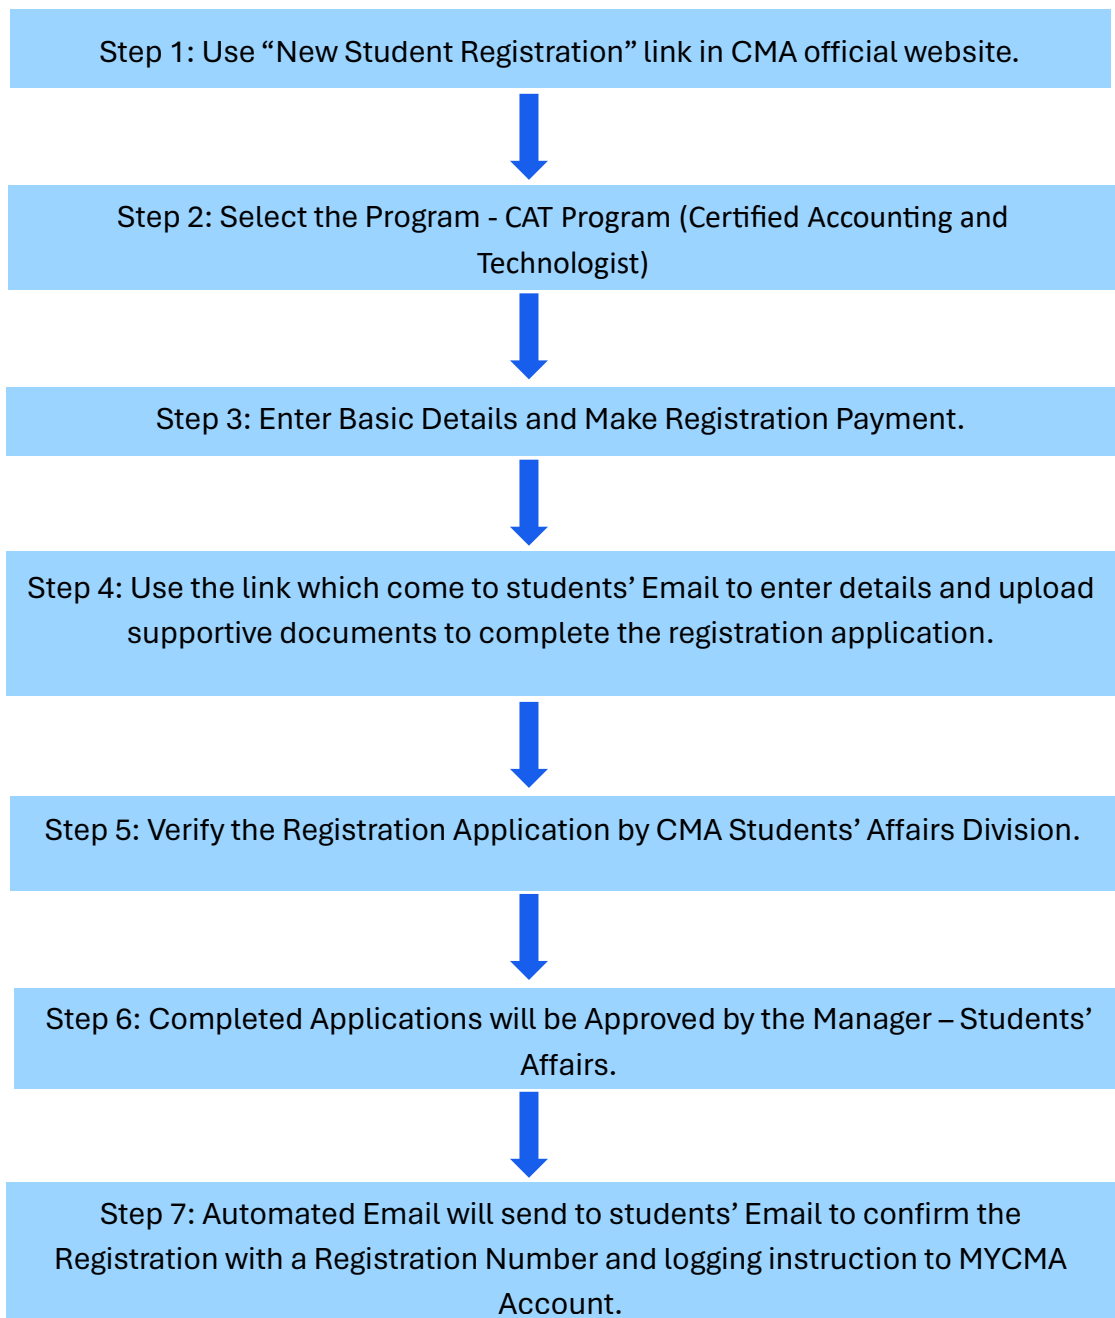 Step 1: Use “New Student Registration” link in CMA official website.
Step 2: Select the Program - CAT Program (Certified Accounting and
Technologist)
Step 3: Enter Basic Details and Make Registration Payment.
Step 4: Use the link which come to students’ Email to enter details and upload
supportive documents to complete the registration application.
Step 5: Verify the Registration Application by CMA Students’ Affairs Division.
Step 6: Completed Applications will be Approved by the Manager – Students’
Affairs.
Step 7: Automated Email will send to students’ Email to confirm the
Registration with a Registration Number and logging instruction to MYCMA
Account.